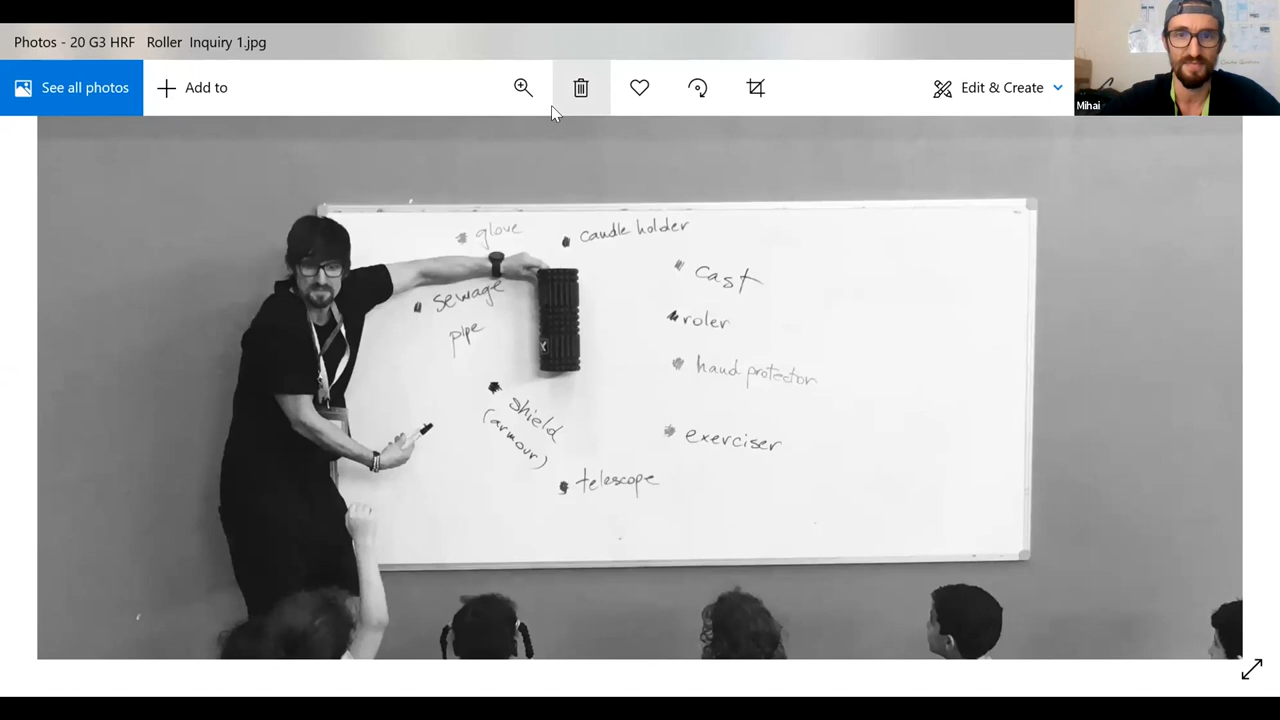 Photos - 20 G3 HRF Roller Inquiry 1.jpg
See all photos
Add to
Edit & Create
Mihai
glove
candle holder
cast
sewage
pipe
roler
hand protection
shield
(armour)
exerciser
telescope